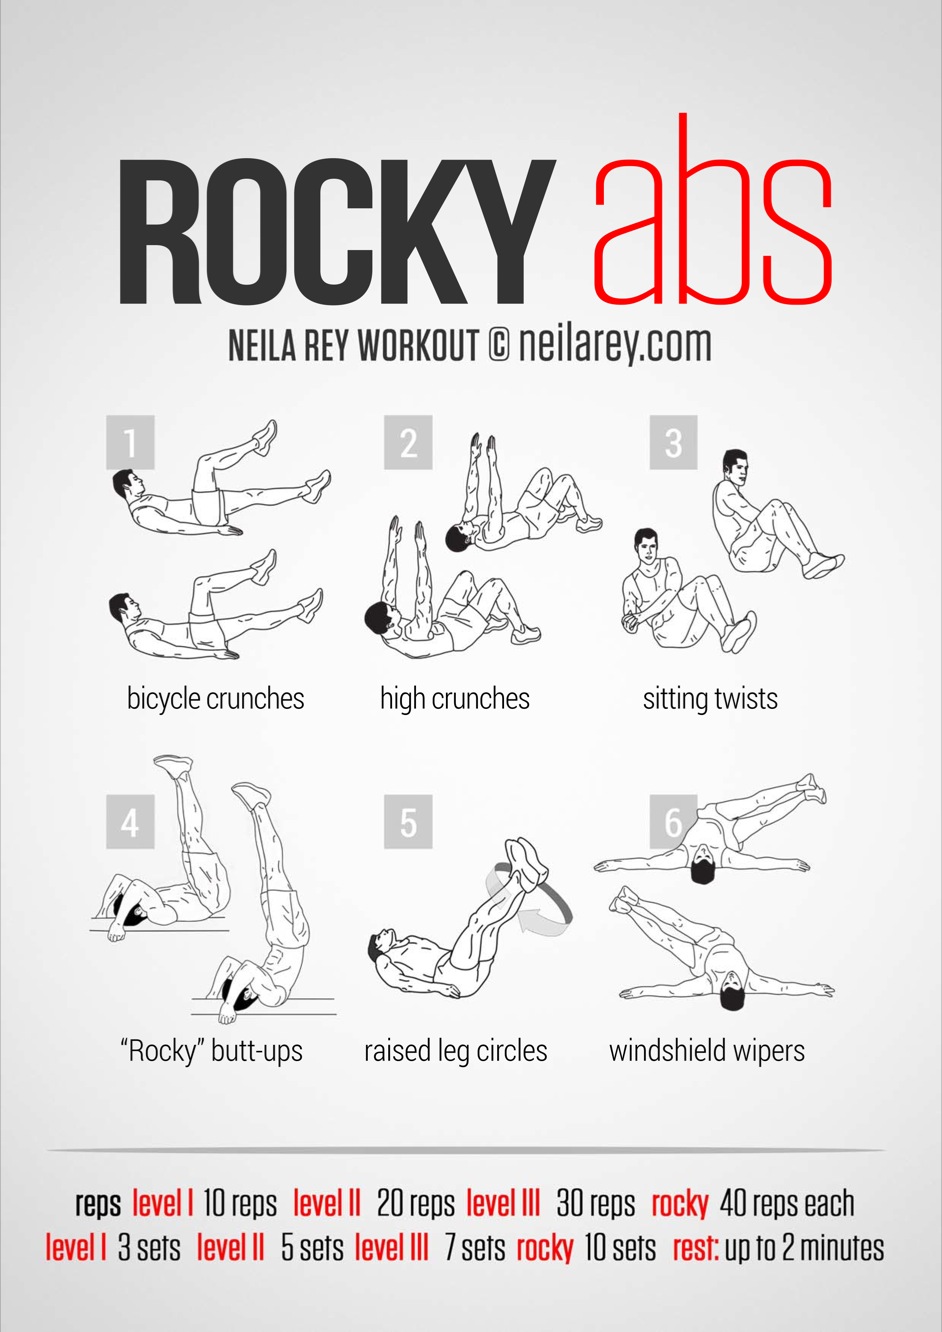 ROCKY abs
NEILA REY WORKOUT © neilarey.com
1
2
3
bicycle crunches
high crunches
sitting twists
4
5
6
“Rocky” butt-ups
raised leg circles
windshield wipers
reps level I 10 reps level II 20 reps level III 30 reps rocky 40 reps each
level I 3 sets level II 5 sets level III 7 sets rocky 10 sets rest: up to 2 minutes